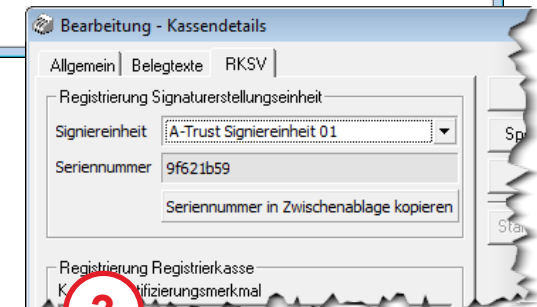 Bearbeitung - Kassendetails
Allgemein Belegtexte RKSV
Registrierung Signaturerstellungseinheit
Signiereinheit A-Trust Signiereinheit 01
Seriennummer 9f621b59
Seriennummer in Zwischenablage kopieren
Registrierung Registrierkasse